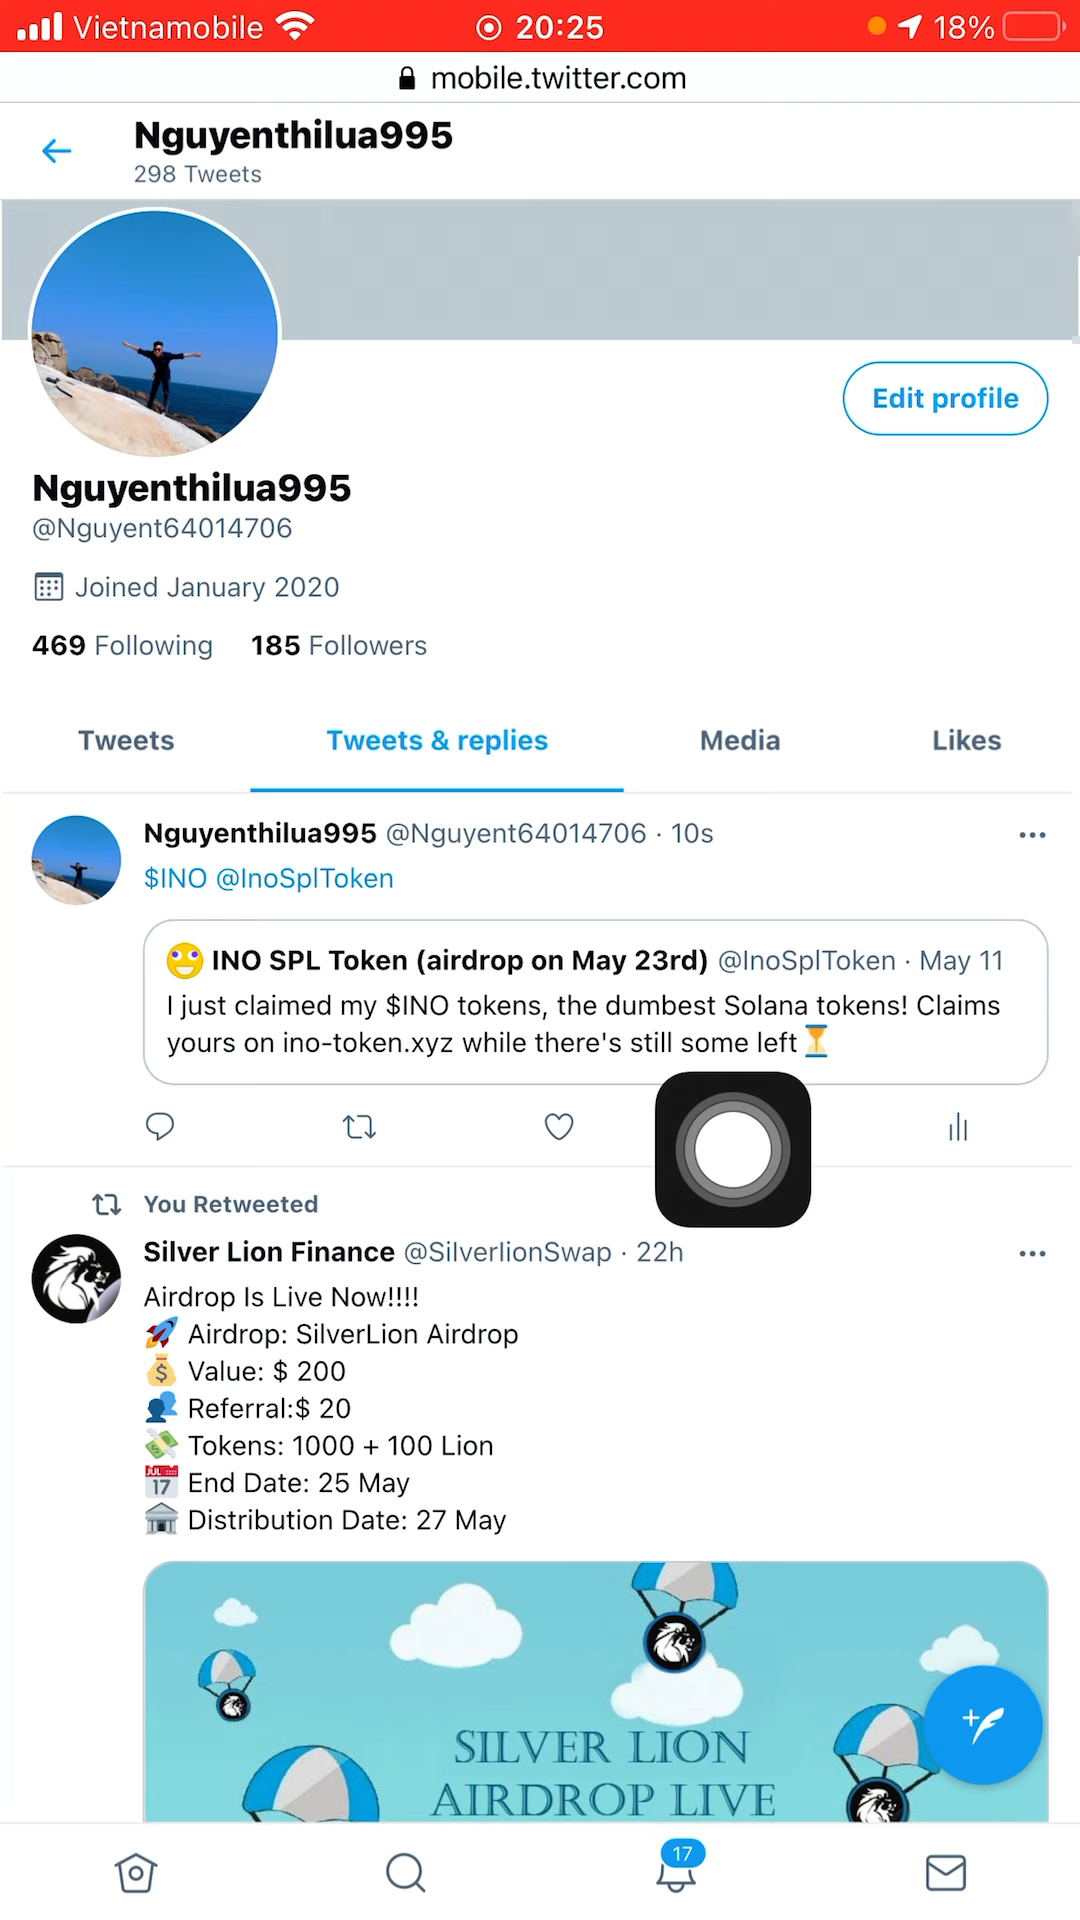 Vietnamobile 20:25 18%
mobile.twitter.com
Nguyenthilua995
298 Tweets
Edit profile
Nguyenthilua995
@Nguyent64014706
Joined January 2020
469 Following 185 Followers
Tweets Tweets & replies Media Likes
Nguyenthilua995 @Nguyent64014706 · 10s
$INO @InoSplToken
INO SPL Token (airdrop on May 23rd) @InoSplToken · May 11
I just claimed my $INO tokens, the dumbest Solana tokens! Claims
yours on ino-token.xyz while there's still some left⏳
You Retweeted
Silver Lion Finance @SilverlionSwap · 22h
Airdrop Is Live Now!!!!
🚀 Airdrop: SilverLion Airdrop
💰 Value: $ 200
👥 Referral:$ 20
💸 Tokens: 1000 + 100 Lion
📅 End Date: 25 May
🏛 Distribution Date: 27 May
SILVER LION
AIRDROP LIVE
17